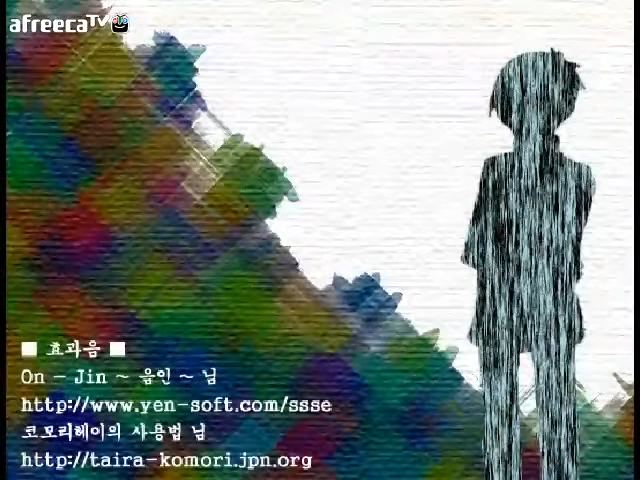 afreecaTV
■ 효과음 ■
On - Jin ~ 음인 ~ 님
http://www.yen-soft.com/ssse
코모리헤이의 사용법 님
http://taira-komori.jpn.org